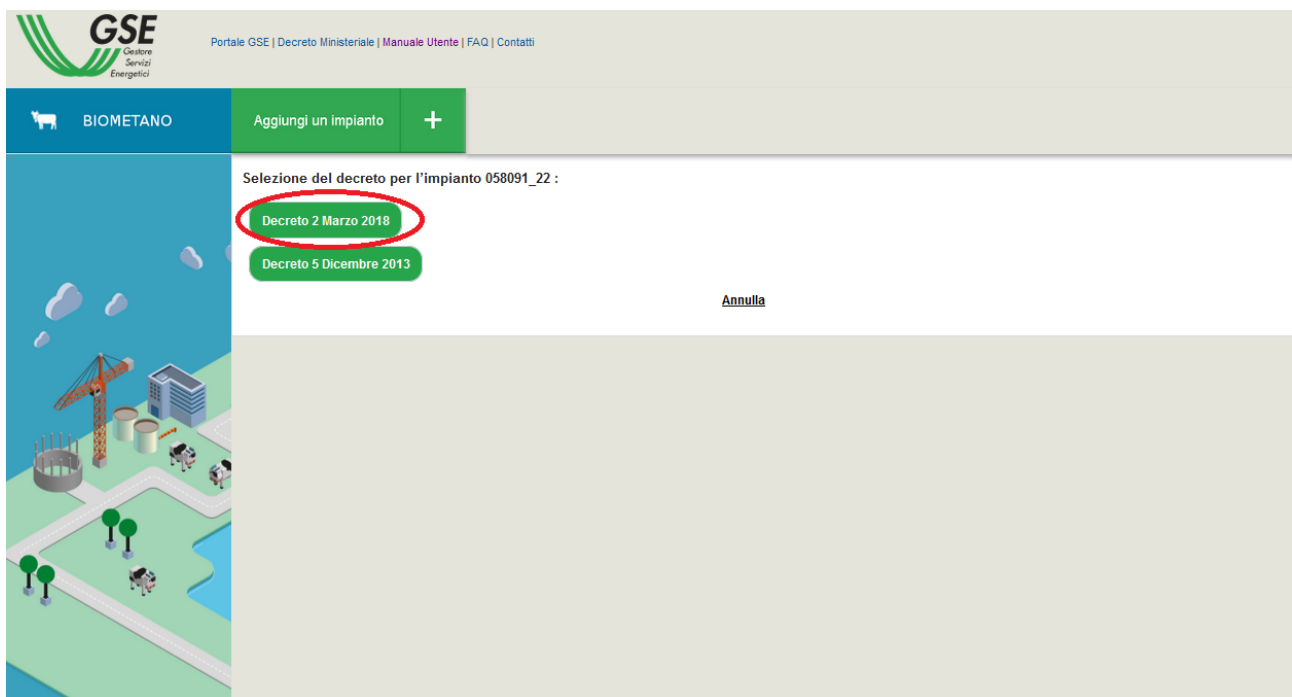 GSE
Gestore
Servizi
Energetici
Portale GSE | Decreto Ministeriale | Manuale Utente | FAQ | Contatti
BIOMETANO
Aggiungi un impianto +
Selezione del decreto per l'impianto 058091_22 :
Decreto 2 Marzo 2018
Decreto 5 Dicembre 2013
Annulla